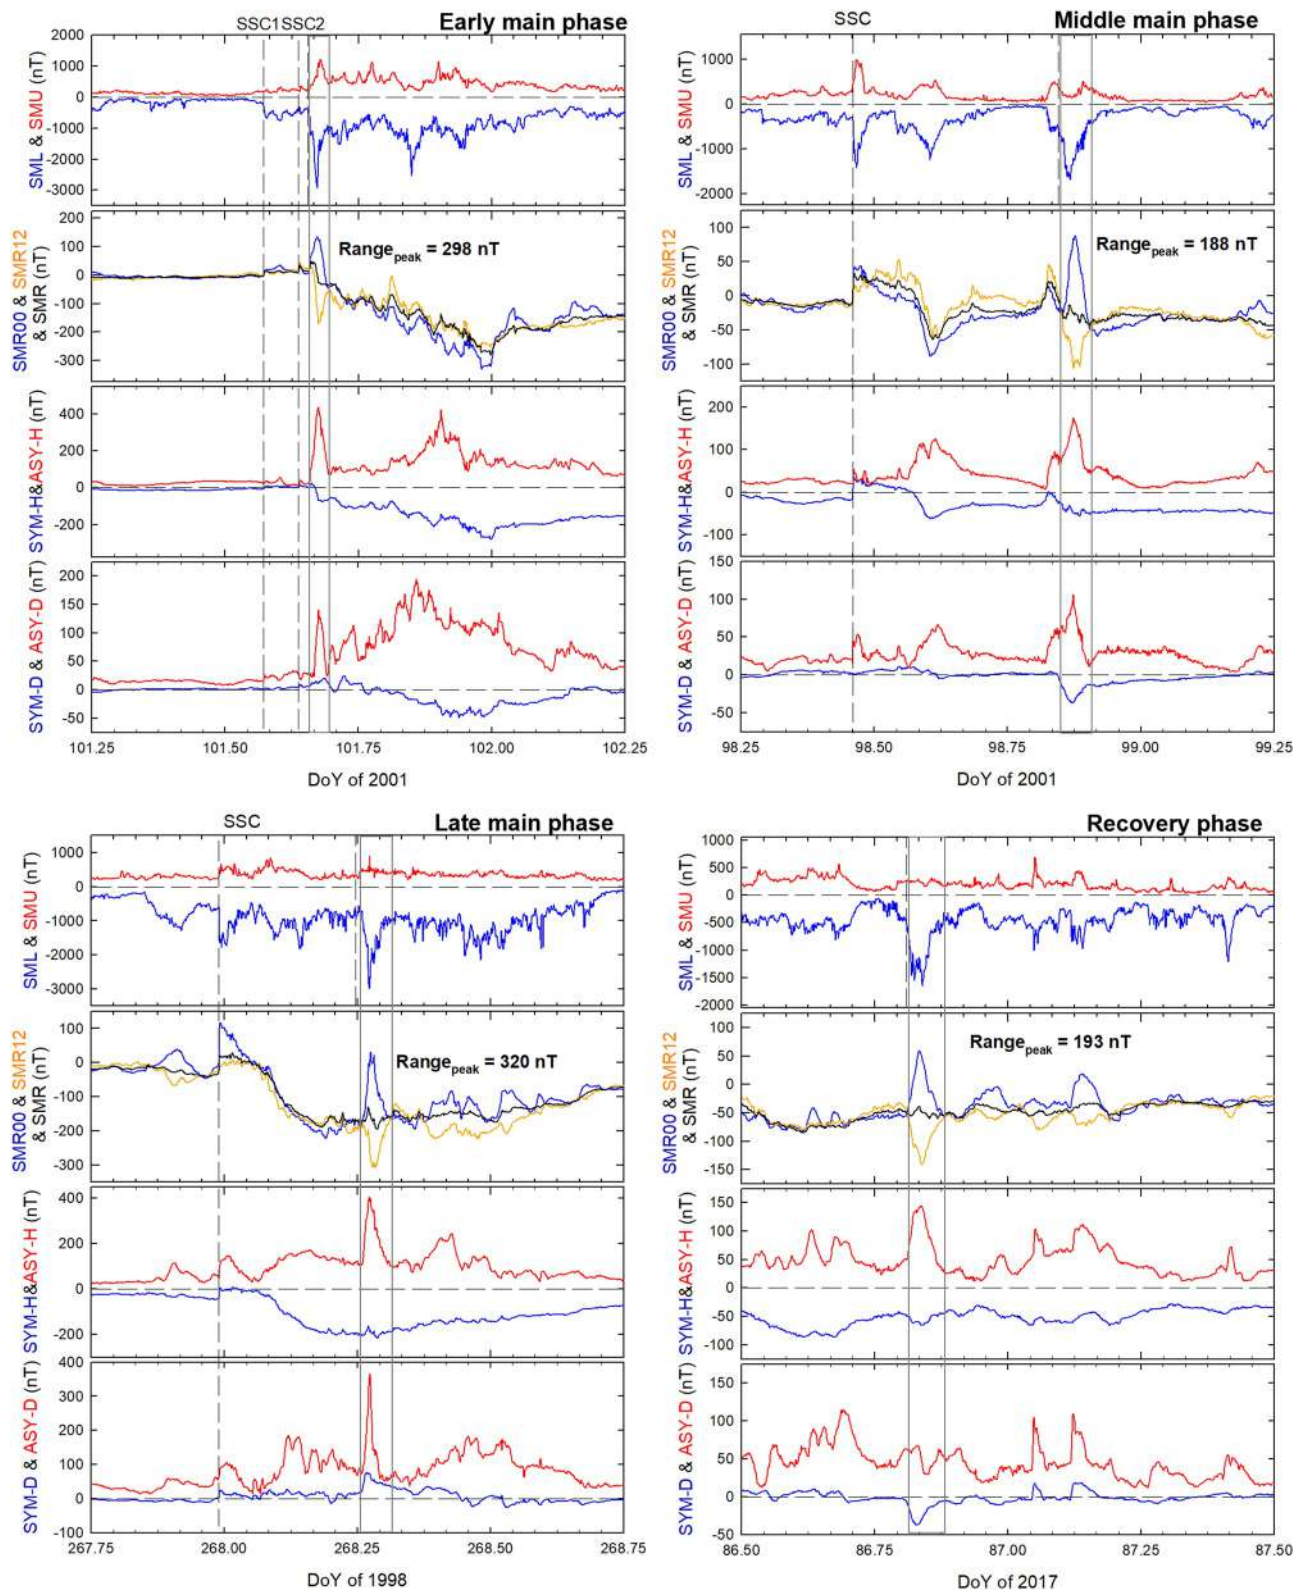 SSC1SSC2 Early main phase
2000
1000
0
-1000
-2000
-3000
SML & SMU (nT)
200
100
0
-100
-200
-300
SMR00 & SMR12
& SMR (nT)
Rangepeak = 298 nT
400
200
0
-200
SYM-H&ASY-H (nT)
200
150
100
50
0
-50
SYM-D & ASY-D (nT)
101.25 101.50 101.75 102.00 102.25
DoY of 2001
SSC Middle main phase
1000
0
-1000
-2000
SML & SMU (nT)
100
50
0
-50
-100
SMR00 & SMR12
& SMR (nT)
Rangepeak = 188 nT
200
100
0
-100
SYM-H&ASY-H (nT)
150
100
50
0
-50
SYM-D & ASY-D (nT)
98.25 98.50 98.75 99.00 99.25
DoY of 2001
SSC Late main phase
1000
0
-1000
-2000
-3000
SML & SMU (nT)
100
0
-100
-200
-300
SMR00 & SMR12
& SMR (nT)
Rangepeak = 320 nT
400
200
0
-200
SYM-H&ASY-H (nT)
400
300
200
100
0
-100
SYM-D & ASY-D (nT)
267.75 268.00 268.25 268.50 268.75
DoY of 1998
Recovery phase
1000
500
0
-500
-1000
-1500
-2000
SML & SMU (nT)
100
50
0
-50
-100
-150
SMR00 & SMR12
& SMR (nT)
Rangepeak = 193 nT
150
100
50
0
-50
-100
SYM-H&ASY-H (nT)
150
100
50
0
-50
SYM-D & ASY-D (nT)
86.50 86.75 87.00 87.25 87.50
DoY of 2017